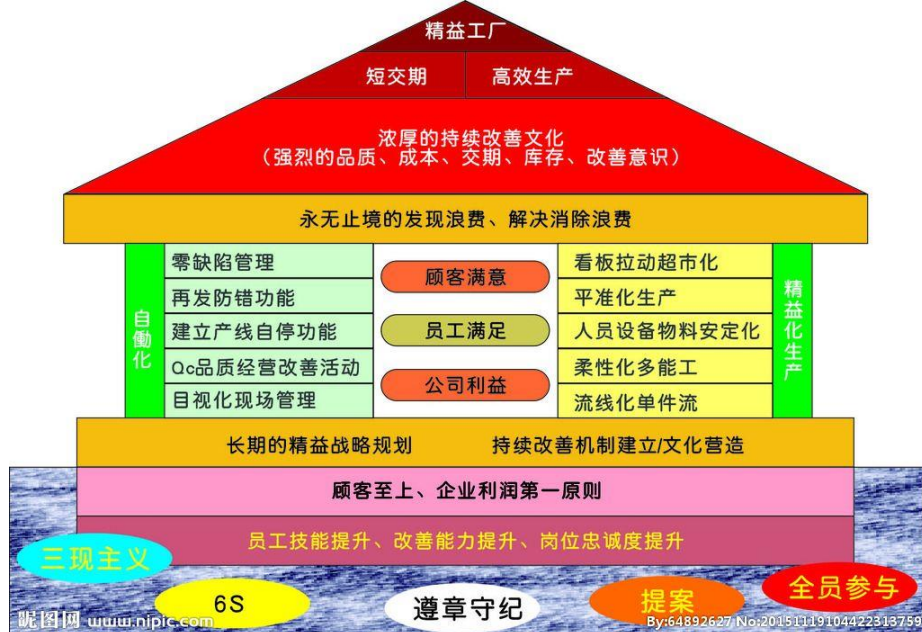 精益工厂
短交期
高效生产
浓厚的持续改善文化
（强烈的品质、成本、交期、库存、改善意识）
永无止境的发现浪费、解决消除浪费
自働化
零缺陷管理
再发防错功能
建立产线自停功能
Qc品质经营改善活动
目视化现场管理
顾客满意
员工满足
公司利益
看板拉动超市化
平准化生产
人员设备物料安定化
柔性化多能工
流线化单件流
精益化生产
长期的精益战略规划
持续改善机制建立/文化营造
顾客至上、企业利润第一原则
员工技能提升、改善能力提升、岗位忠诚度提升
三现主义
6S
遵章守纪
提案
全员参与
昵图网 www.nipic.com
By:64892627 No:20151119104422313754